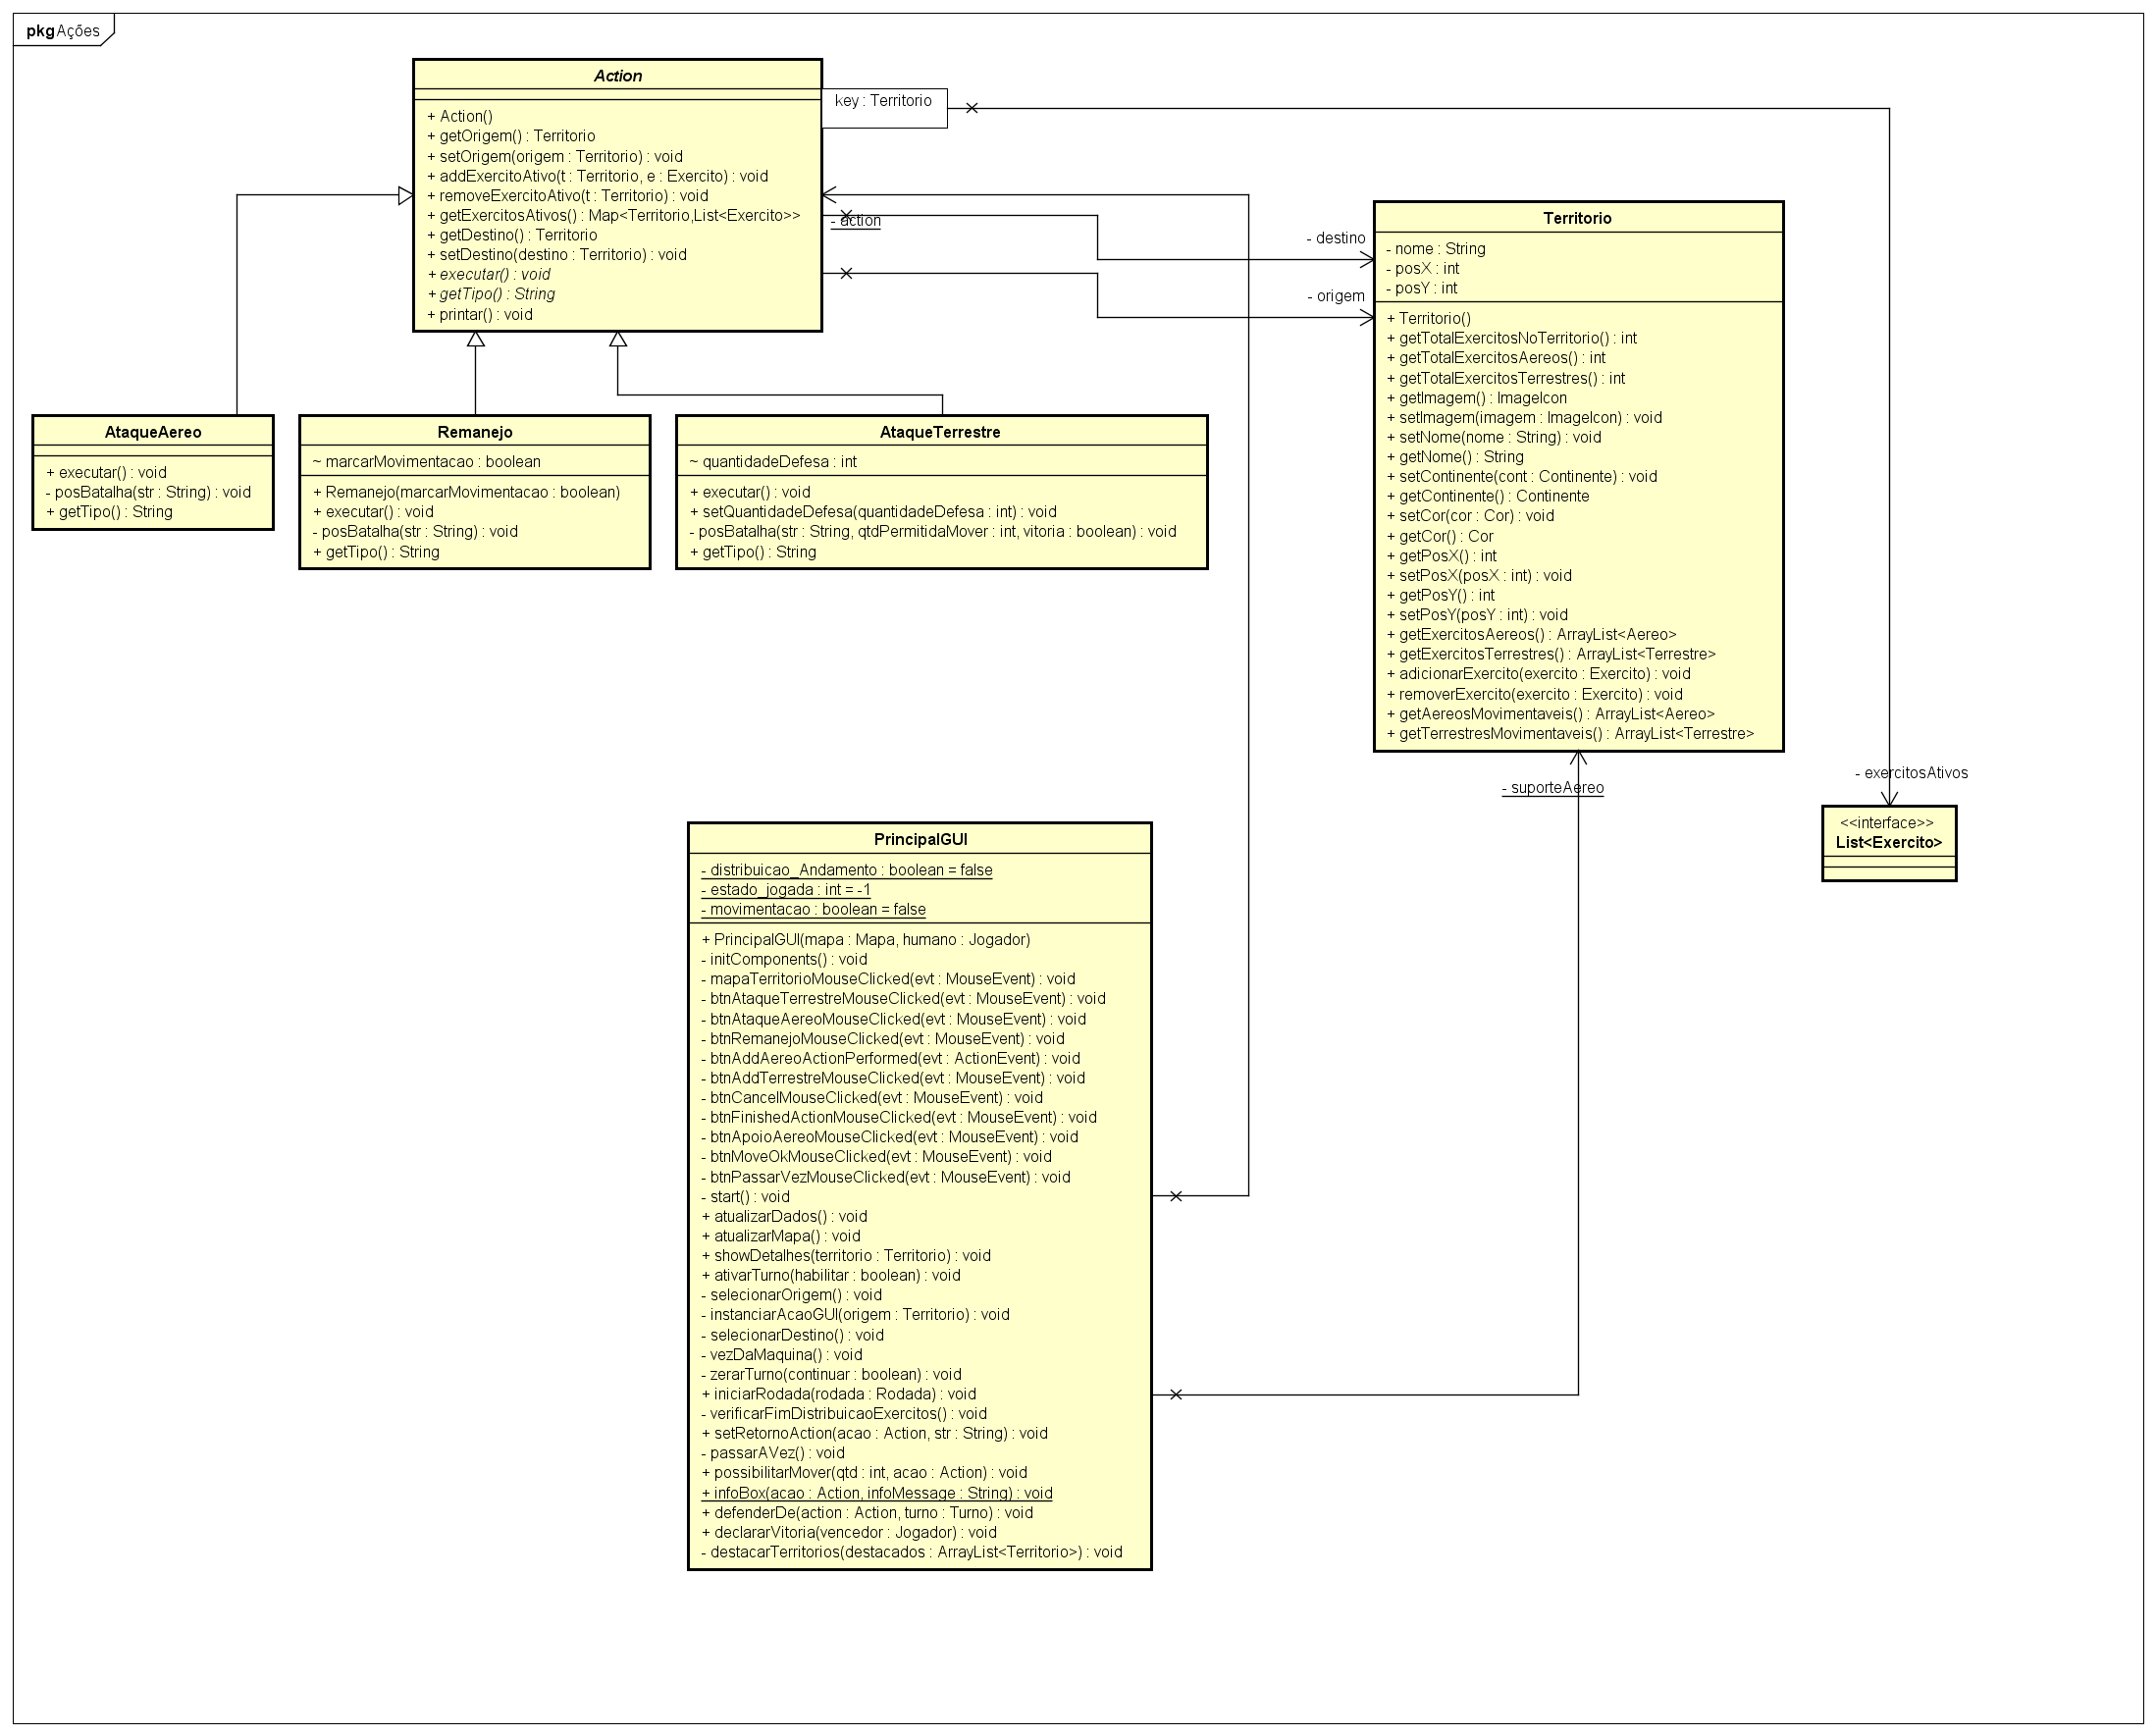 pkg Ações
Action
key : Territorio
+ Action()
+ getOrigem() : Territorio
+ setOrigem(origem : Territorio) : void
+ addExercitoAtivo(t : Territorio, e : Exercito) : void
+ removeExercitoAtivo(t : Territorio) : void
+ getExercitosAtivos() : Map<Territorio,List<Exercito>>
+ getDestino() : Territorio
+ setDestino(destino : Territorio) : void
+ executar() : void
+ getTipo() : String
+ printar() : void
- action
- destino
- origem
Territorio
- nome : String
- posX : int
- posY : int
+ Territorio()
+ getTotalExercitosNoTerritorio() : int
+ getTotalExercitosAereos() : int
+ getTotalExercitosTerrestres() : int
+ getImagem() : ImageIcon
+ setImagem(imagem : ImageIcon) : void
+ setNome(nome : String) : void
+ getNome() : String
+ setContinente(cont : Continente) : void
+ getContinente() : Continente
+ setCor(cor : Cor) : void
+ getCor() : Cor
+ getPosX() : int
+ setPosX(posX : int) : void
+ getPosY() : int
+ setPosY(posY : int) : void
+ getExercitosAereos() : ArrayList<Aereo>
+ getExercitosTerrestres() : ArrayList<Terrestre>
+ adicionarExercito(exercito : Exercito) : void
+ removerExercito(exercito : Exercito) : void
+ getAereosMovimentaveis() : ArrayList<Aereo>
+ getTerrestresMovimentaveis() : ArrayList<Terrestre>
AtaqueAereo
+ executar() : void
- posBatalha(str : String) : void
+ getTipo() : String
Remanejo
~ marcarMovimentacao : boolean
+ Remanejo(marcarMovimentacao : boolean)
+ executar() : void
- posBatalha(str : String) : void
+ getTipo() : String
AtaqueTerrestre
~ quantidadeDefesa : int
+ executar() : void
+ setQuantidadeDefesa(quantidadeDefesa : int) : void
- posBatalha(str : String, qtdPermitidaMover : int, vitoria : boolean) : void
+ getTipo() : String
- suporteAereo
- exercitosAtivos
<<interface>>
List<Exercito>
PrincipalGUI
- distribuicao_Andamento : boolean = false
- estado_jogada : int = -1
- movimentacao : boolean = false
+ PrincipalGUI(mapa : Mapa, humano : Jogador)
- initComponents() : void
- mapaTerritorioMouseClicked(evt : MouseEvent) : void
- btnAtaqueTerrestreMouseClicked(evt : MouseEvent) : void
- btnAtaqueAereoMouseClicked(evt : MouseEvent) : void
- btnRemanejoMouseClicked(evt : MouseEvent) : void
- btnAddAereoActionPerformed(evt : ActionEvent) : void
- btnAddTerrestreMouseClicked(evt : MouseEvent) : void
- btnCancelMouseClicked(evt : MouseEvent) : void
- btnFinishedActionMouseClicked(evt : MouseEvent) : void
- btnApoioAereoMouseClicked(evt : MouseEvent) : void
- btnMoveOkMouseClicked(evt : MouseEvent) : void
- btnPassarVezMouseClicked(evt : MouseEvent) : void
- start() : void
+ atualizarDados() : void
+ atualizarMapa() : void
+ showDetalhes(territorio : Territorio) : void
+ ativarTurno(habilitar : boolean) : void
- selecionarOrigem() : void
- instanciarAcaoGUI(origem : Territorio) : void
- selecionarDestino() : void
- vezDaMaquina() : void
- zerarTurno(continuar : boolean) : void
+ iniciarRodada(rodada : Rodada) : void
- verificarFimDistribuicaoExercitos() : void
+ setRetornoAction(acao : Action, str : String) : void
- passarAVez() : void
+ possibilitarMover(qtd : int, acao : Action) : void
+ infoBox(acao : Action, infoMessage : String) : void
+ defenderDe(action : Action, turno : Turno) : void
+ declararVitoria(vencedor : Jogador) : void
- destacarTerritorios(destacados : ArrayList<Territorio>) : void